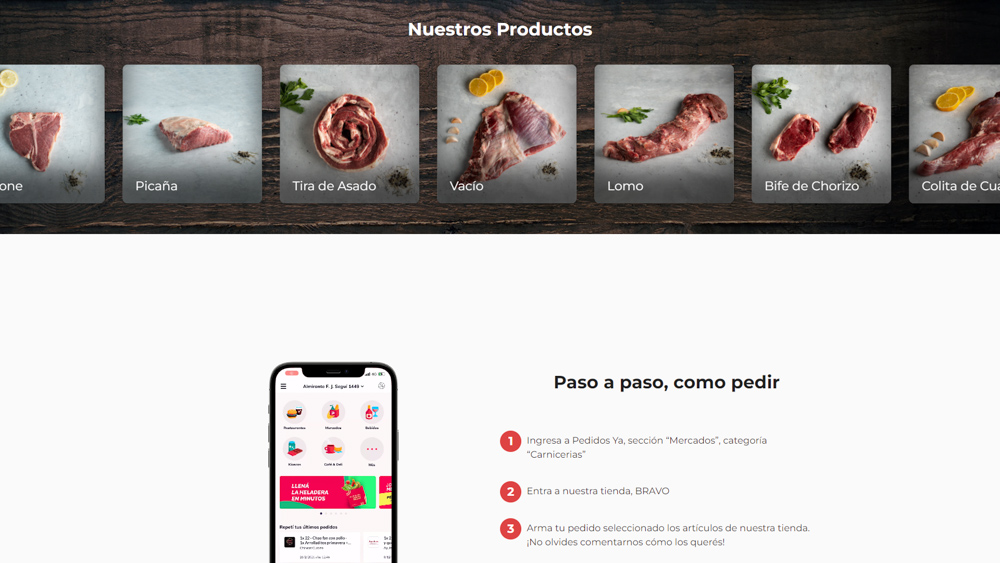 Nuestros Productos
one
Picaña
Tira de Asado
Vacío
Lomo
Bife de Chorizo
Colita de Cua
Almirante F. J. Seguí 1449
Restaurantes
Mercados
Bebidas
Kioscos
Café & Deli
Más
LLENÁ
LA HELADERA
EN MINUTOS
Repetí tus últimos pedidos
Paso a paso, como pedir
1 Ingresa a Pedidos Ya, sección “Mercados”, categoría
“Carnicerias”
2 Entra a nuestra tienda, BRAVO
3 Arma tu pedido seleccionado los artículos de nuestra tienda.
¡No olvides comentarnos cómo los querés!